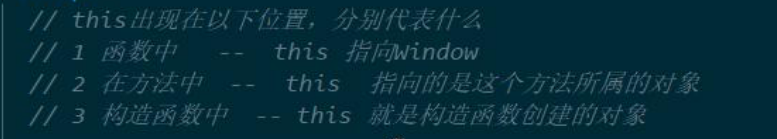 // this出现在以下位置，分别代表什么
// 1 函数中 -- this 指向Window
// 2 在方法中 -- this 指向的是这个方法所属的对象
// 3 构造函数中 -- this 就是构造函数创建的对象